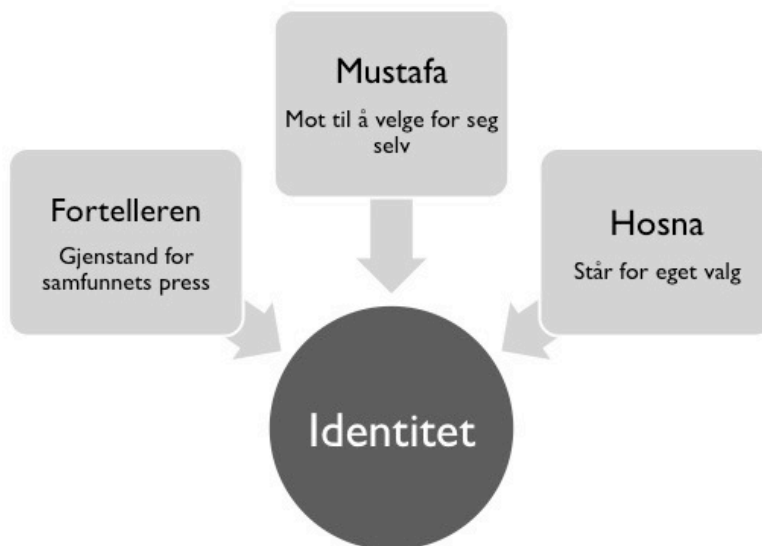 Mustafa
Mot til å velge for seg
selv
Fortelleren
Gjenstand for
samfunnets press
Hosna
Står for eget valg
Identitet